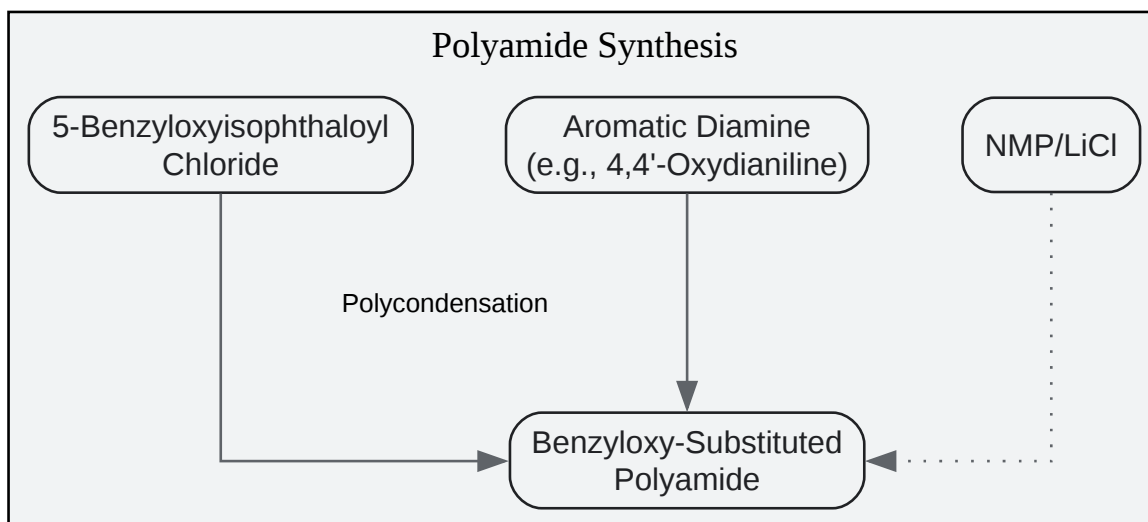 Polyamide Synthesis
5-Benzyloxyisophthaloyl
Chloride
Aromatic Diamine
(e.g., 4,4'-Oxydianiline)
NMP/LiCl
Polycondensation
Benzyloxy-Substituted
Polyamide